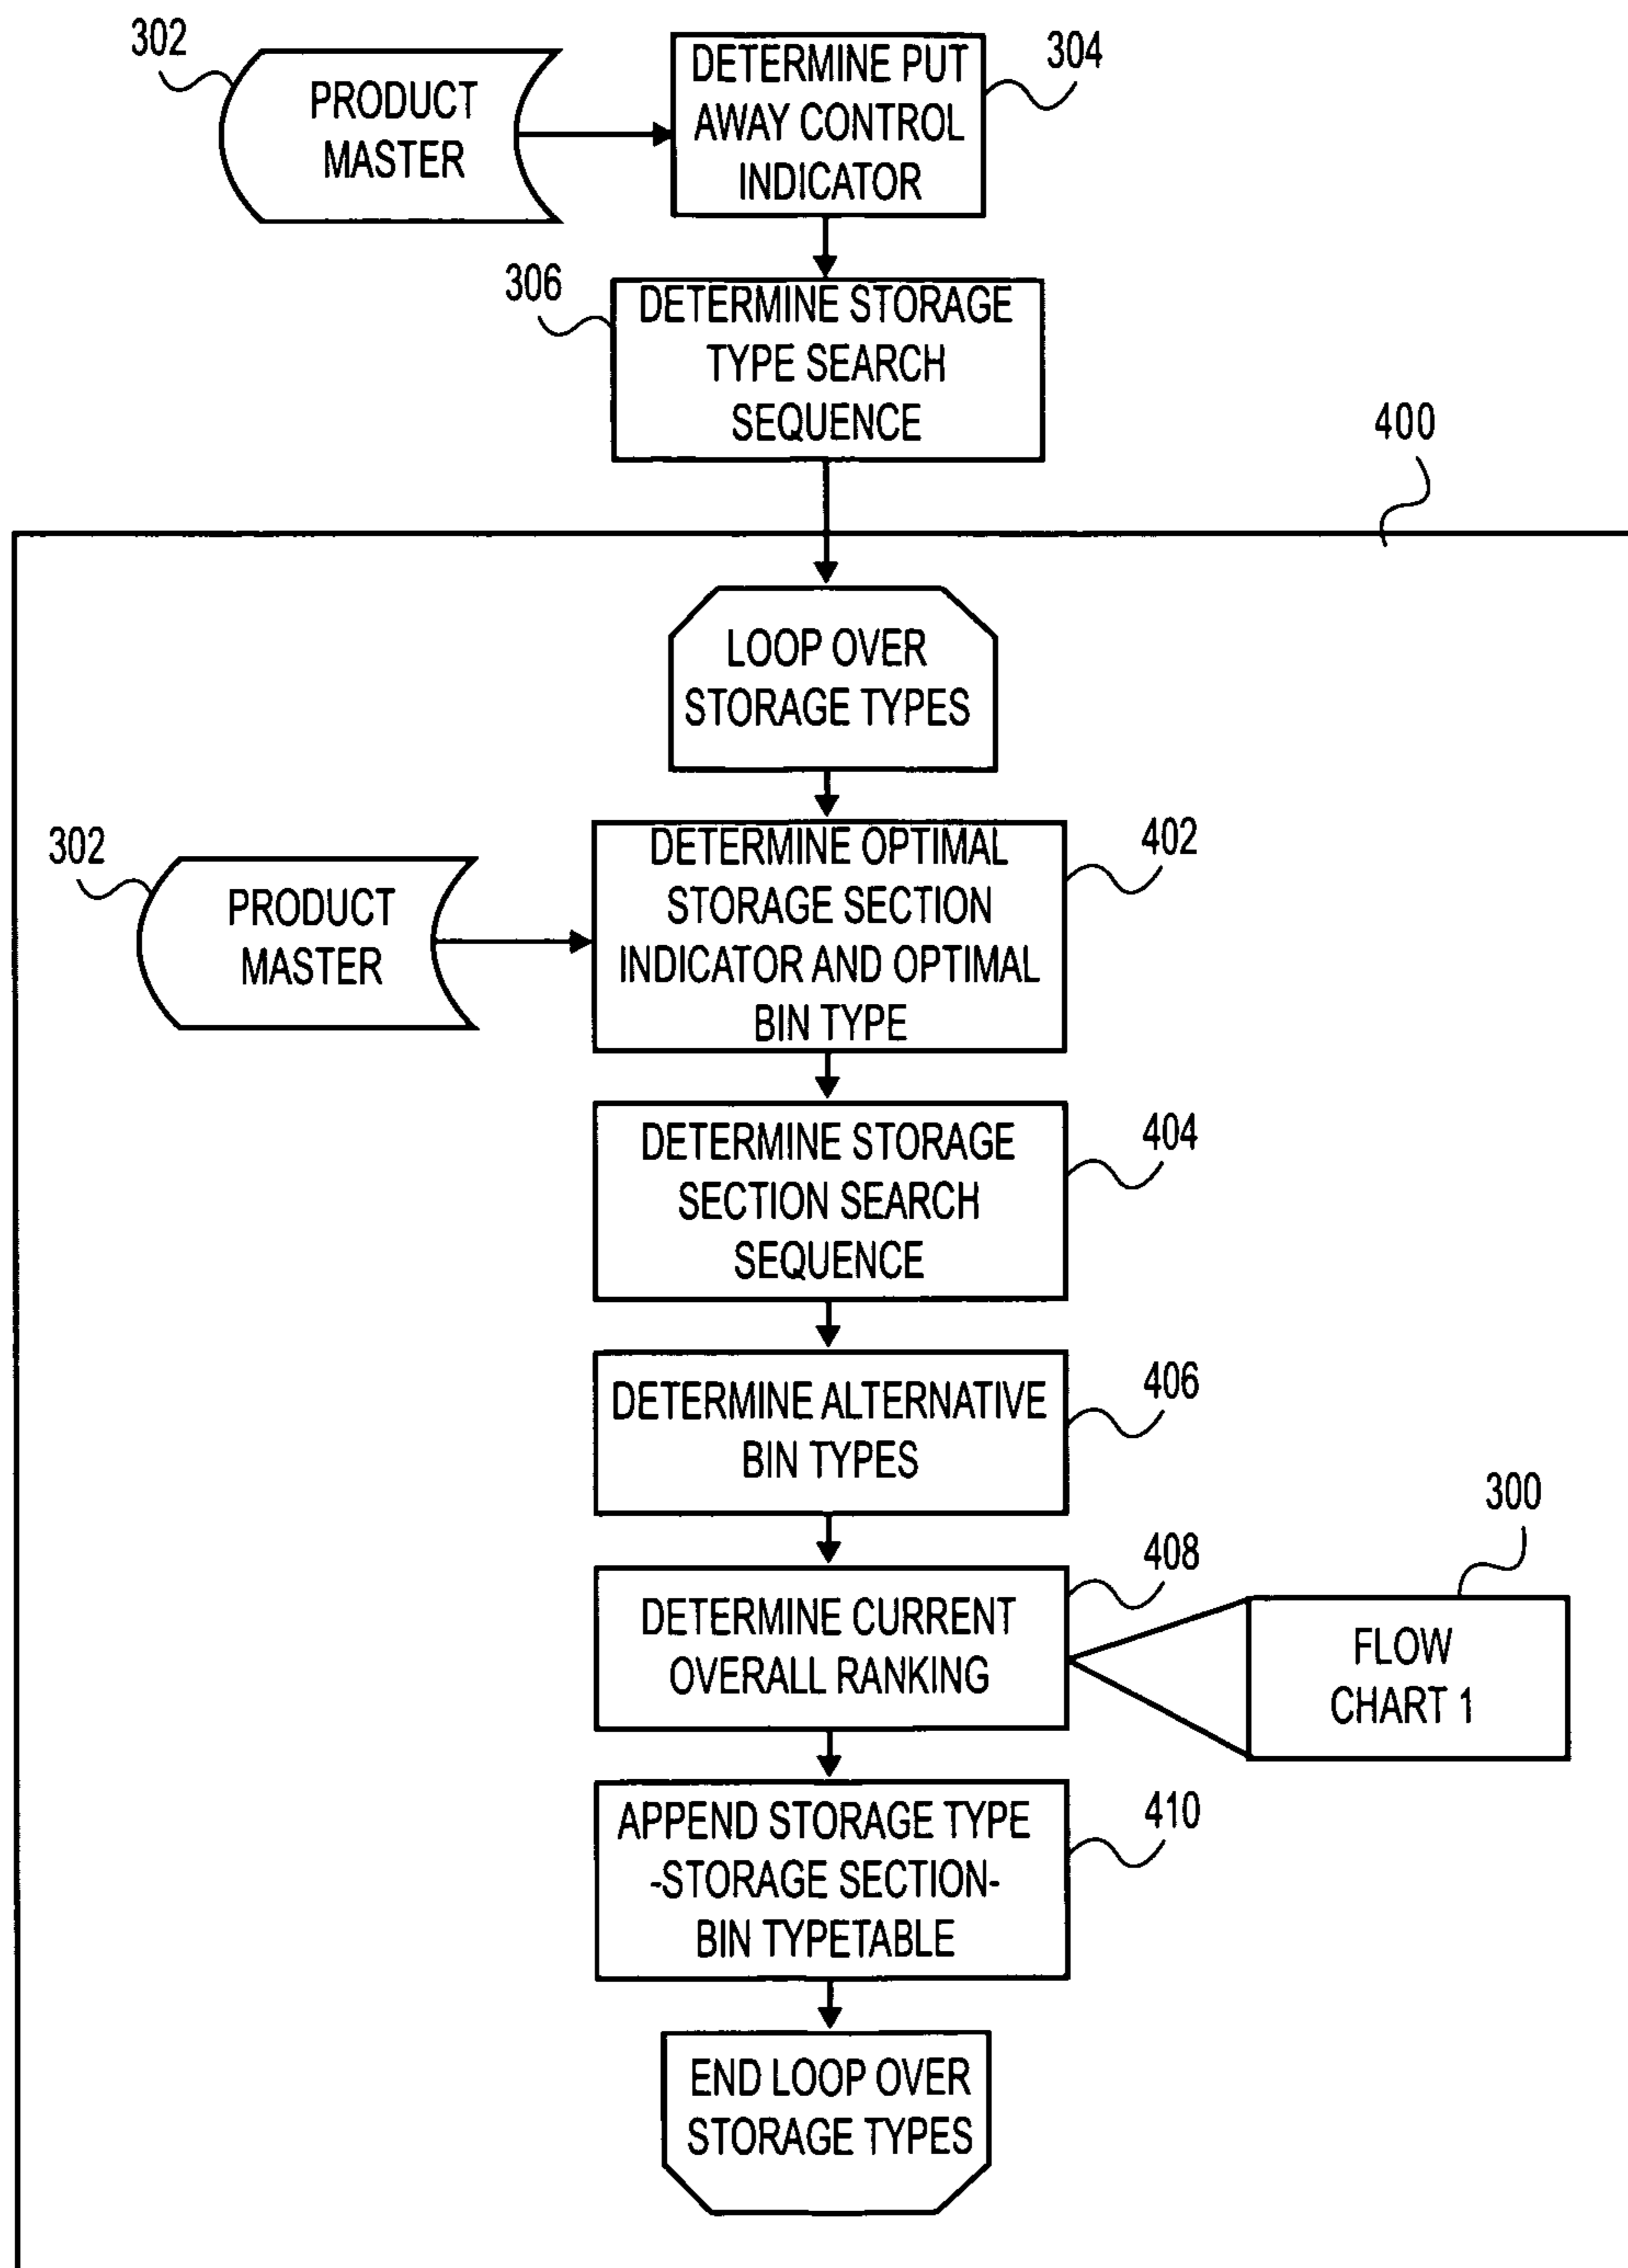 302
PRODUCT
MASTER
DETERMINE PUT
AWAY CONTROL
INDICATOR
304
306
DETERMINE STORAGE
TYPE SEARCH
SEQUENCE
400
LOOP OVER
STORAGE TYPES
302
PRODUCT
MASTER
DETERMINE OPTIMAL
STORAGE SECTION
INDICATOR AND OPTIMAL
BIN TYPE
402
DETERMINE STORAGE
SECTION SEARCH
SEQUENCE
404
DETERMINE ALTERNATIVE
BIN TYPES
406
DETERMINE CURRENT
OVERALL RANKING
408
300
FLOW
CHART 1
APPEND STORAGE TYPE
-STORAGE SECTION-
BIN TYPETABLE
410
END LOOP OVER
STORAGE TYPES